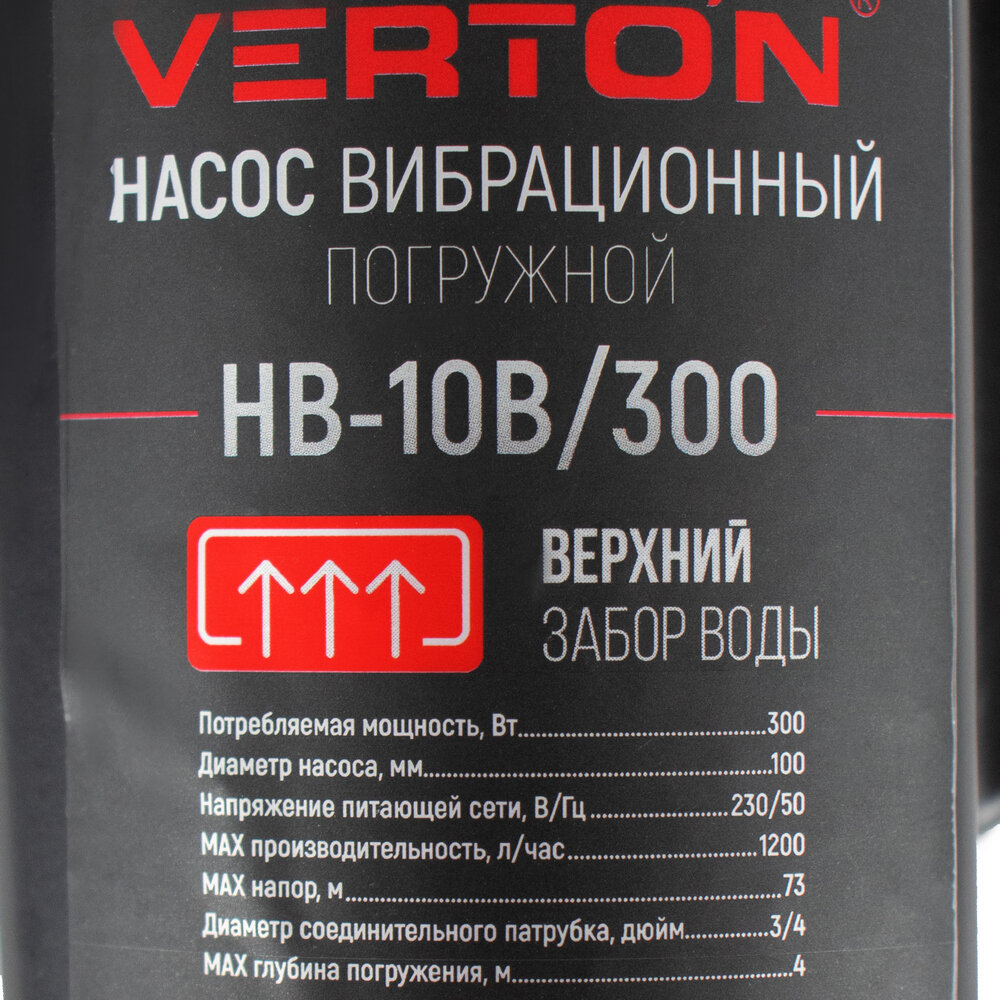 VERTON®
НАСОС ВИБРАЦИОННЫЙ
ПОГРУЖНОЙ
НВ-10В/300
ВЕРХНИЙ
ЗАБОР ВОДЫ
Потребляемая мощность, Вт.....300
Диаметр насоса, мм.....100
Напряжение питающей сети, В/Гц.....230/50
MAX производительность, л/час.....1200
MAX напор, м.....73
Диаметр соединительного патрубка, дюйм.....3/4
MAX глубина погружения, м.....4